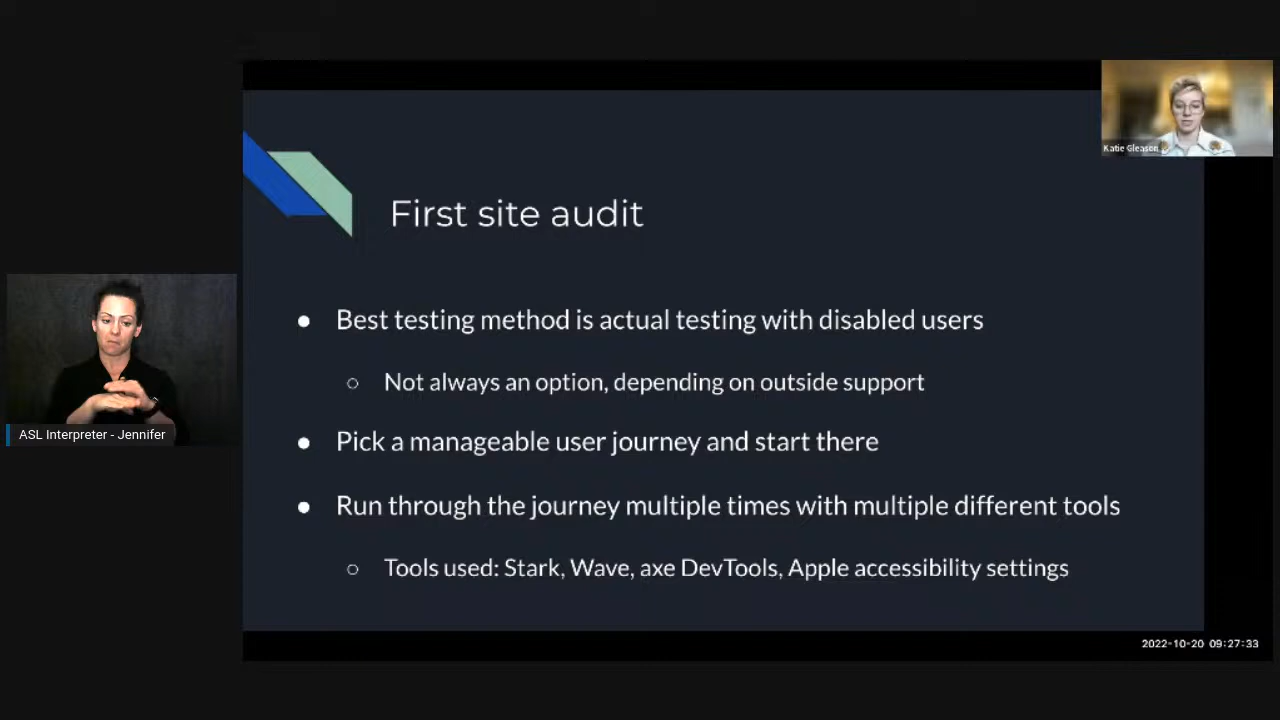 Katie Gleason
First site audit
Best testing method is actual testing with disabled users
Not always an option, depending on outside support
Pick a manageable user journey and start there
ASL Interpreter - Jennifer
Run through the journey multiple times with multiple different tools
Tools used: Stark, Wave, axe DevTools, Apple accessibility settings
2022-10-20 09:27:33